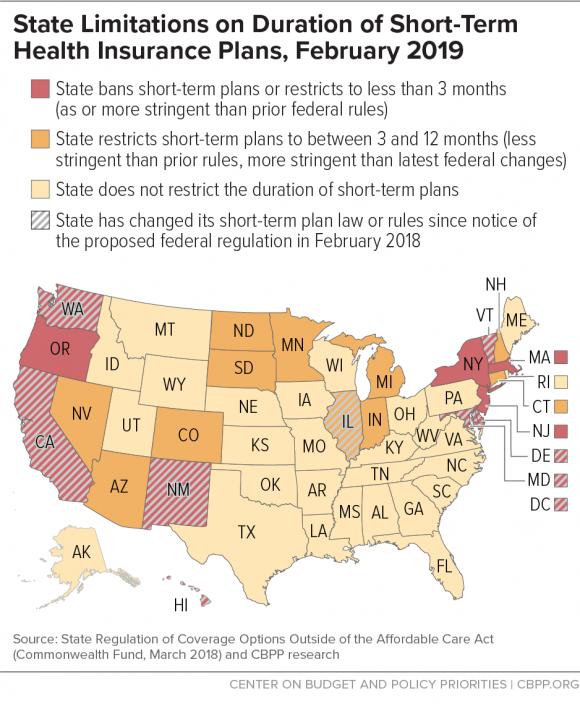 State Limitations on Duration of Short-Term
Health Insurance Plans, February 2019
State bans short-term plans or restricts to less than 3 months
(as or more stringent than prior federal rules)
State restricts short-term plans to between 3 and 12 months (less
stringent than prior rules, more stringent than latest federal changes)
State does not restrict the duration of short-term plans
State has changed its short-term plan law or rules since notice of
the proposed federal regulation in February 2018
NH
WA
VT
ME
MT
ND
MN
OR
ID
SD
WI
NY
MA
WY
MI
RI
IA
PA
CT
NE
NV
IL
IN
OH
NJ
UT
CO
CA
KS
MO
WV
VA
DE
KY
MD
AZ
NM
OK
AR
TN
NC
DC
SC
TX
MS
AL
GA
LA
AK
FL
HI
Source: State Regulation of Coverage Options Outside of the Affordable Care Act
(Commonwealth Fund, March 2018) and CBPP research
CENTER ON BUDGET AND POLICY PRIORITIES | CBPP.ORG